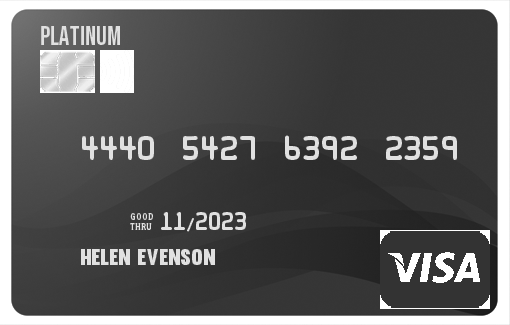 PLATINUM
4440 5427 6392 2359
GOOD THRU 11/2023
HELEN EVENSON
VISA